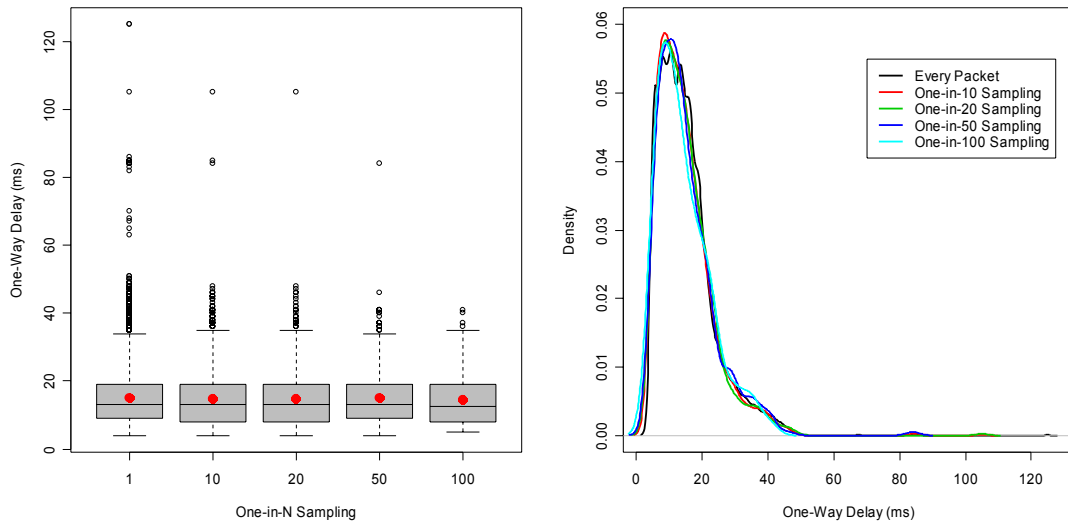 One-Way Delay (ms)
120
100
80
60
40
20
0
1 10 20 50 100
One-in-N Sampling
Density
0.06
0.05
0.04
0.03
0.02
0.01
0.00
Every Packet
One-in-10 Sampling
One-in-20 Sampling
One-in-50 Sampling
One-in-100 Sampling
0 20 40 60 80 100 120
One-Way Delay (ms)